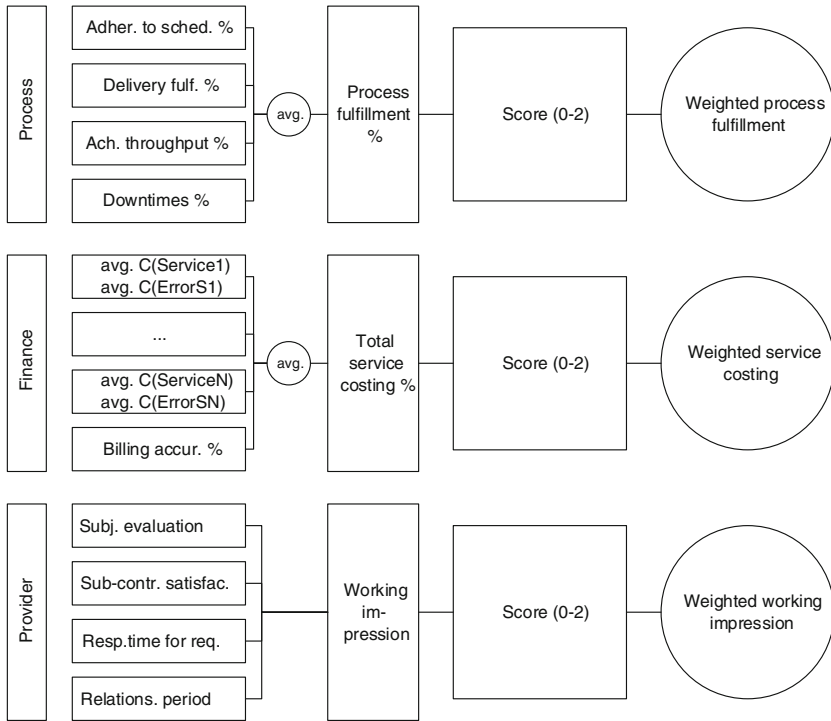 Process
Adher. to sched. %
Delivery fulf. %
Ach. throughput %
Downtimes %
avg.
Process
fulfillment
%
Score (0-2)
Weighted process
fulfillment
Finance
avg. C(Service1)
avg. C(ErrorS1)
...
avg. C(ServiceN)
avg. C(ErrorSN)
Billing accur. %
avg.
Total
service
costing %
Score (0-2)
Weighted service
costing
Provider
Subj. evaluation
Sub-contr. satisfac.
Resp.time for req.
Relations. period
Working
im-
pression
Score (0-2)
Weighted working
impression